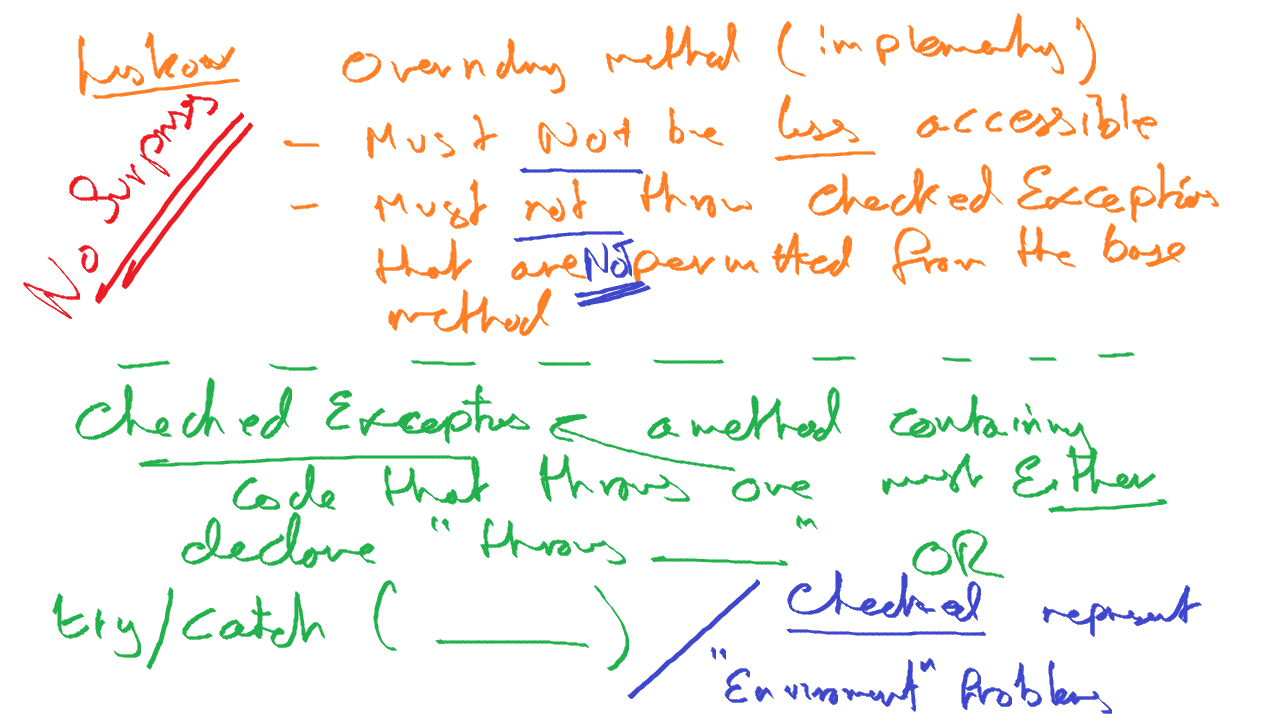 Liskov Overriding method (implementing)
No Surprises
- Must Not be less accessible
- Must not throw checked Exceptions
that are NOT permitted from the base
method
Checked Exceptions < a method containing
code that throws one must Either
declare "throws ____" OR
try/catch ( ____ ) / Checked represent
"Environment" Problems